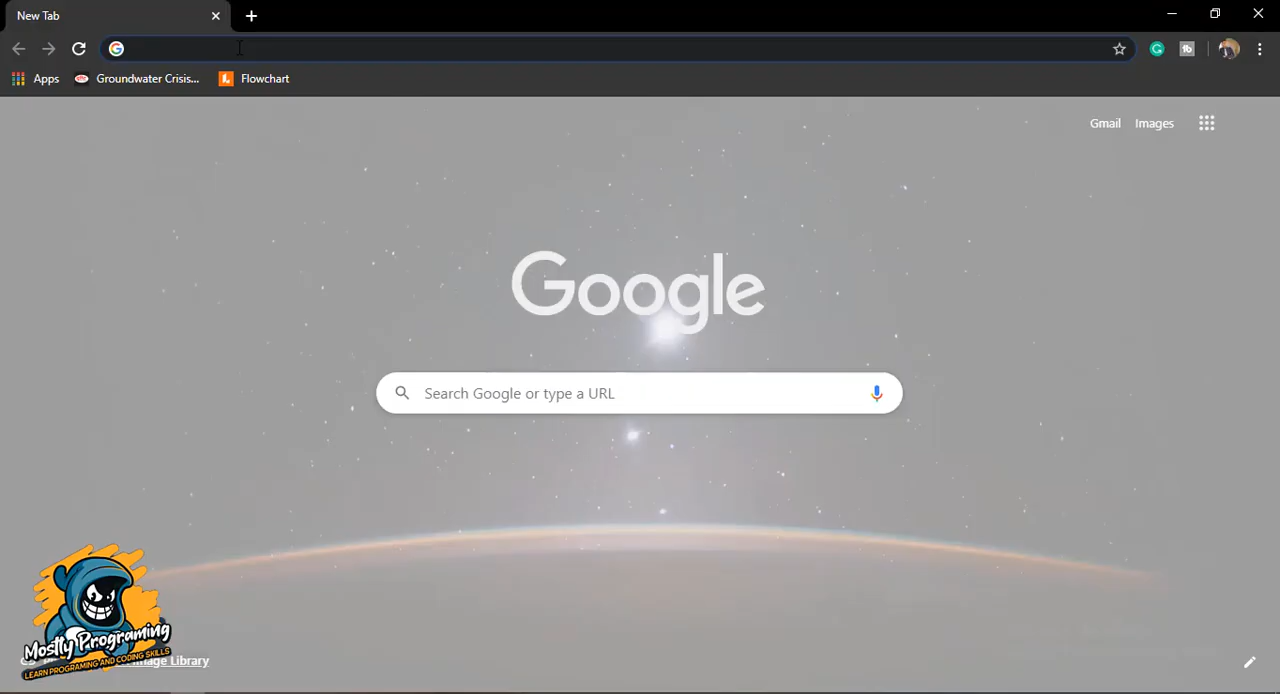 New Tab
Apps
Groundwater Crisis...
Flowchart
Gmail
Images
Google
Search Google or type a URL
Mostly Programing
LEARN PROGRAMING AND CODING SKILLS
Image Library